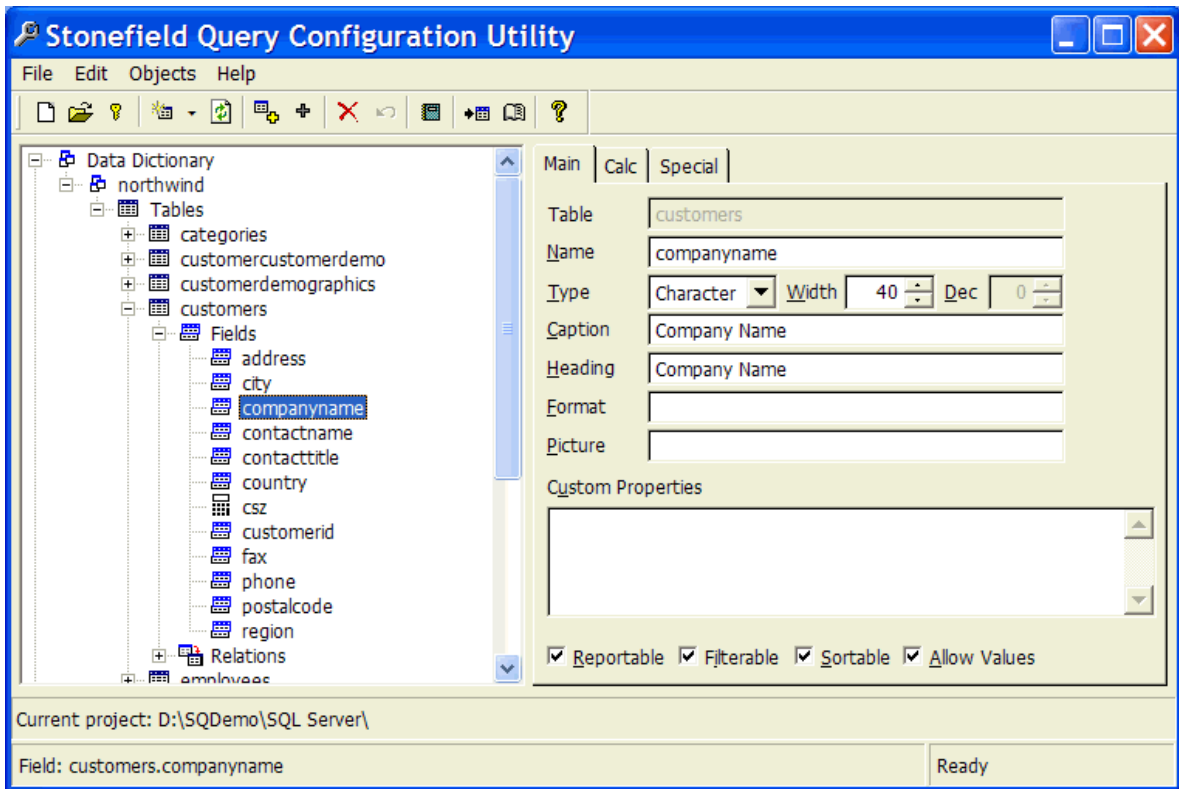 Stonefield Query Configuration Utility
File Edit Objects Help
Data Dictionary
northwind
Tables
categories
customercustomerdemo
customerdemographics
customers
Fields
address
city
companyname
contactname
contacttitle
country
csz
customerid
fax
phone
postalcode
region
Relations
employees
Main Calc Special
Table customers
Name companyname
Type Character Width 40 Dec 0
Caption Company Name
Heading Company Name
Format
Picture
Custom Properties
Reportable Filterable Sortable Allow Values
Current project: D:\SQDemo\SQL Server\
Field: customers.companyname Ready